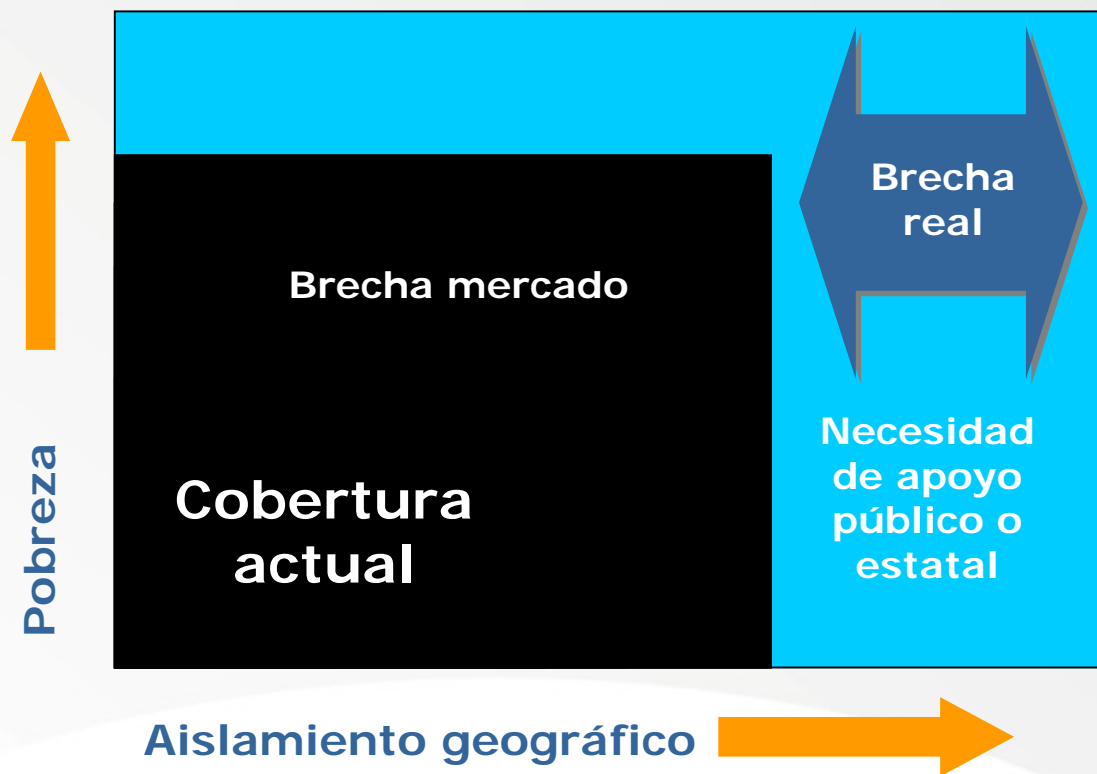 Brecha
real
Brecha mercado
Necesidad
de apoyo
público o
estatal
Cobertura
actual
Pobreza
Aislamiento geográfico